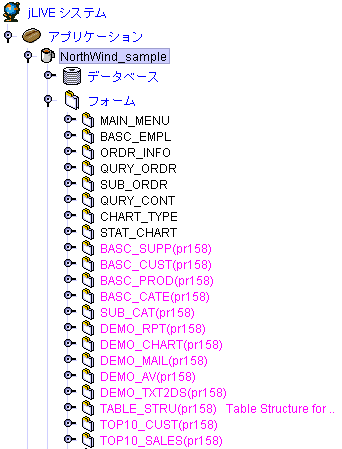 jLIVE システム
アプリケーション
NorthWind_sample
データベース
フォーム
MAIN_MENU
BASC_EMPL
ORDR_INFO
QURY_ORDR
SUB_ORDR
QURY_CONT
CHART_TYPE
STAT_CHART
BASC_SUPP(pr158)
BASC_CUST(pr158)
BASC_PROD(pr158)
BASC_CATE(pr158)
SUB_CAT(pr158)
DEMO_RPT(pr158)
DEMO_CHART(pr158)
DEMO_MAIL(pr158)
DEMO_AV(pr158)
DEMO_TXT2DS(pr158)
TABLE_STRU(pr158) Table Structure for ..
TOP10_CUST(pr158)
TOP10_SALES(pr158)